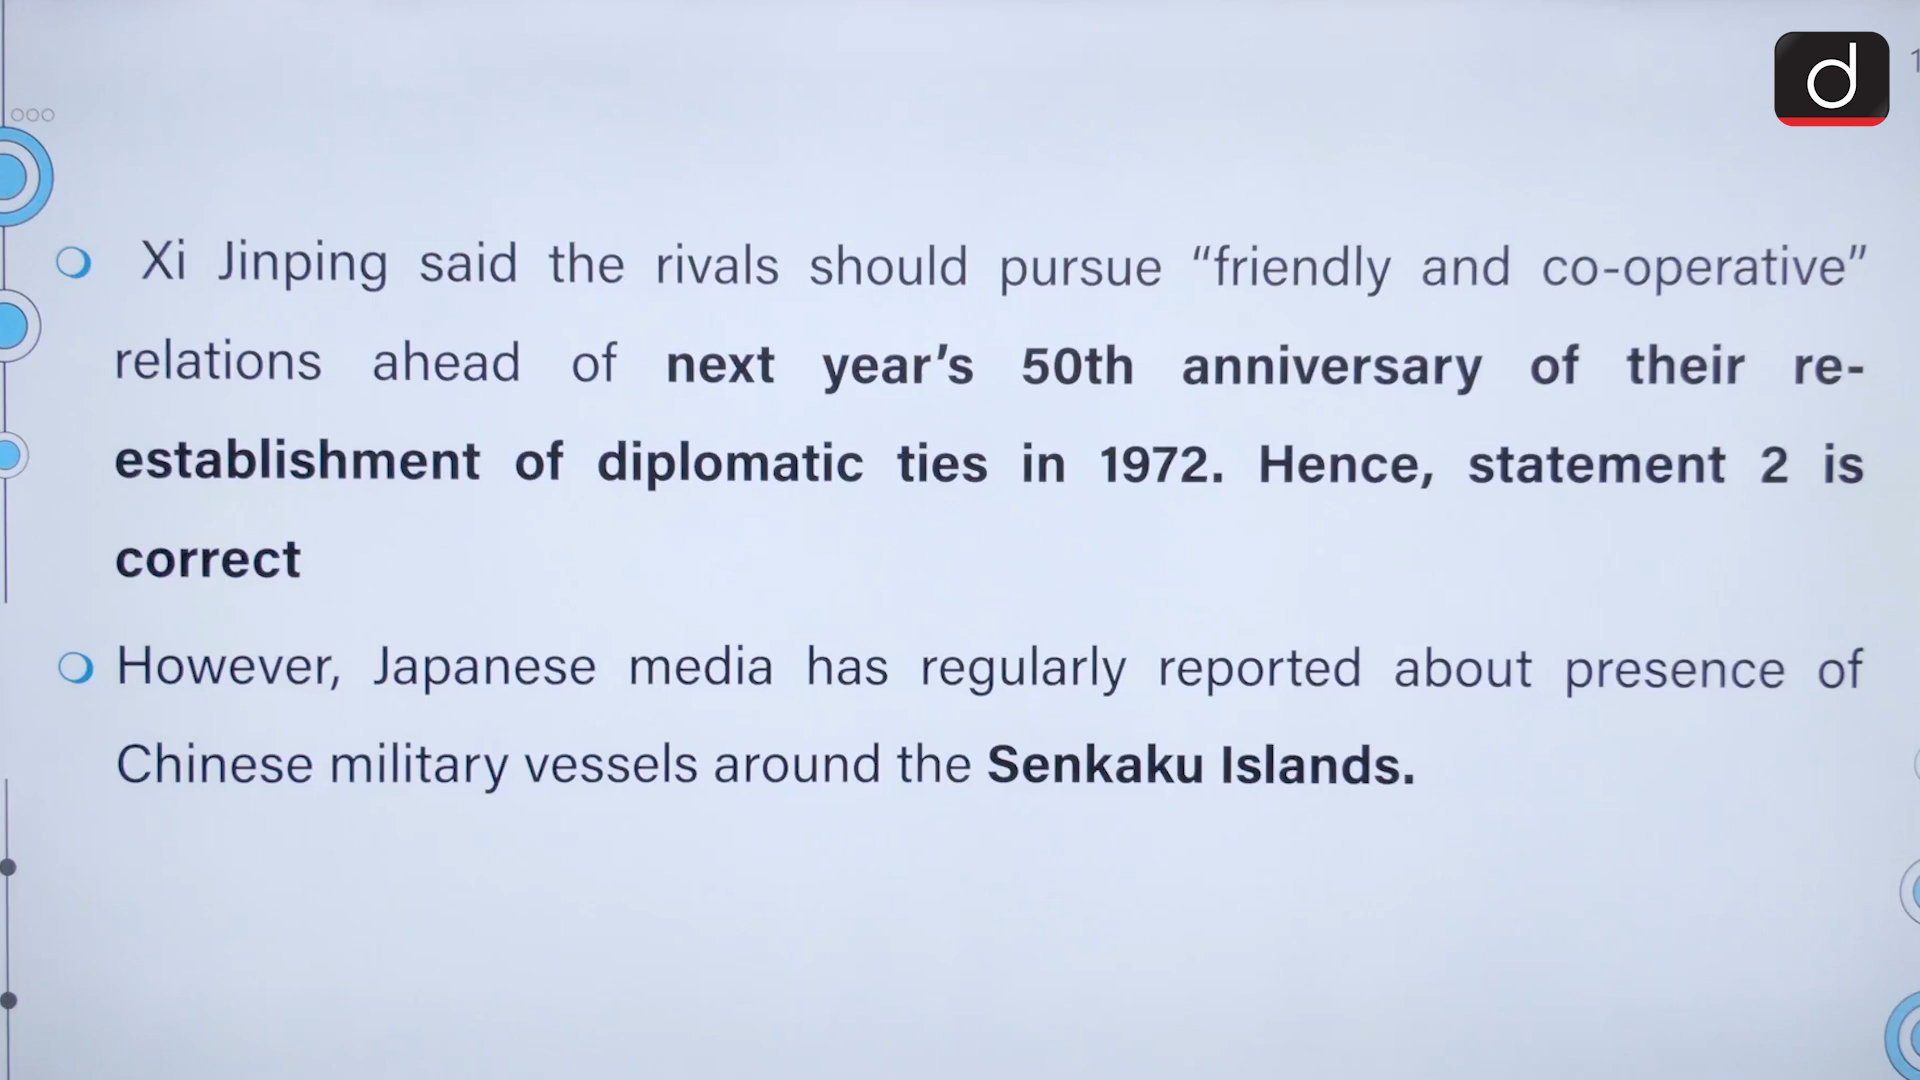 d
Xi Jinping said the rivals should pursue “friendly and co-operative”
relations ahead of next year’s 50th anniversary of their re-
establishment of diplomatic ties in 1972. Hence, statement 2 is
correct
However, Japanese media has regularly reported about presence of
Chinese military vessels around the Senkaku Islands.